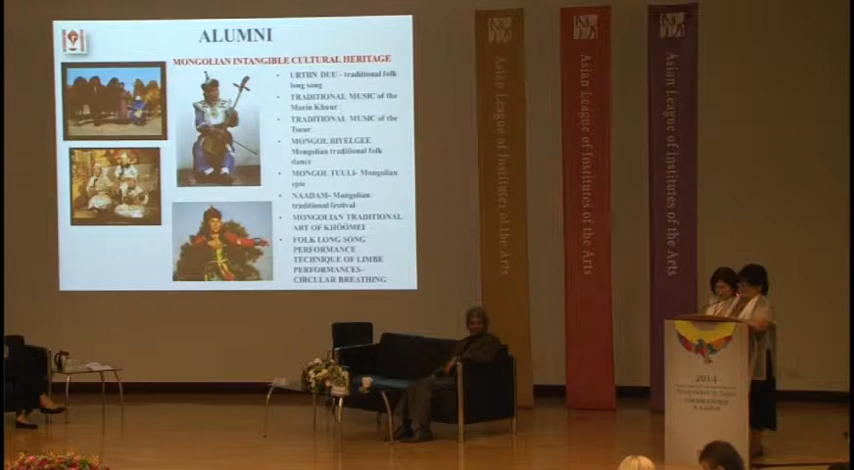 ALUMNI
MONGOLIAN INTANGIBLE CULTURAL HERITAGE
• URTIIN DUU - traditional folk
long song
• TRADITIONAL MUSIC of the
Morin Khuur
• TRADITIONAL MUSIC of the
Tsuur
• MONGOL BIYELGEE
Mongolian traditional folk
dance
• MONGOL TUULI- Mongolian
epic
• NAADAM- Mongolian
traditional festival
• MONGOLIAN TRADITIONAL
ART OF KHÖÖMEI
• FOLK LONG SONG
PERFORMANCE
TECHNIQUE OF LIMBE
PERFORMANCES-
CIRCULAR BREATHING
Asian League of Institutes of the Arts
Asian League of Institutes of the Arts
Asian League of Institutes of the Arts
2014